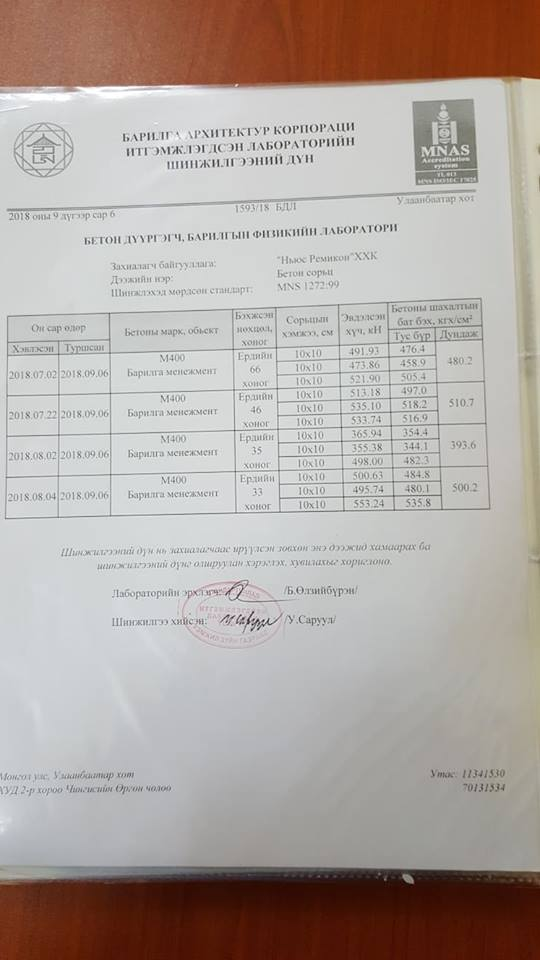 БАРИЛГА АРХИТЕКТУР КОРПОРАЦИ
ИТГЭМЖЛЭГДСЭН ЛАБОРАТОРИЙН
ШИНЖИЛГЭЭНИЙ ДҮН
MNAS
Accreditation
system
TL 013
MNS ISO/IEC 17025
2018 оны 9 дүгээр сар 6
1593/18 БДЛ
Улаанбаатар хот
БЕТОН ДҮҮРГЭГЧ, БАРИЛГЫН ФИЗИКИЙН ЛАБОРАТОРИ
Захиалагч байгууллага: "Ньюс Ремикон"ХХК
Дээжийн нэр: Бетон сорьц
Шинжлэхэд мөрдсөн стандарт: MNS 1272:99
Он сар өдөр
Хэвлэсэн Туршсан
Бетоны марк, обьект
Бэхжсэн нөхцөл, хоног
Сорьцын хэмжээ, см
Эвдэлсэн хүч, кН
Бетоны шахалтын бат бэх, кгх/см²
Тус бүр Дундаж
2018.07.02 2018.09.06 М400 Барилга менежмент Ердийн 66 хоног
10x10 491.93 476.4
10x10 473.86 458.9
10x10 521.90 505.4
480.2
2018.07.22 2018.09.06 М400 Барилга менежмент Ердийн 46 хоног
10x10 513.18 497.0
10x10 535.10 518.2
10x10 533.74 516.9
510.7
2018.08.02 2018.09.06 М400 Барилга менежмент Ердийн 35 хоног
10x10 365.94 354.4
10x10 355.38 344.1
10x10 498.00 482.3
393.6
2018.08.04 2018.09.06 М400 Барилга менежмент Ердийн 33 хоног
10x10 500.63 484.8
10x10 495.74 480.1
10x10 553.24 535.8
500.2
Шинжилгээний дүн нь захиалагчаас ирүүлсэн зөвхөн энэ дээжид хамаарах ба
шинжилгээний дүнг олшруулан хэрэглэх, хувилахыг хориглоно.
Лабораторийн эрхлэгч: /Б.Өлзийбүрэн/
Шинжилгээ хийсэн: /У.Саруул/
Монгол улс, Улаанбаатар хот
ХУД 2-р хороо Чингисийн Өргөн чөлөө
Утас: 11341530
70131534